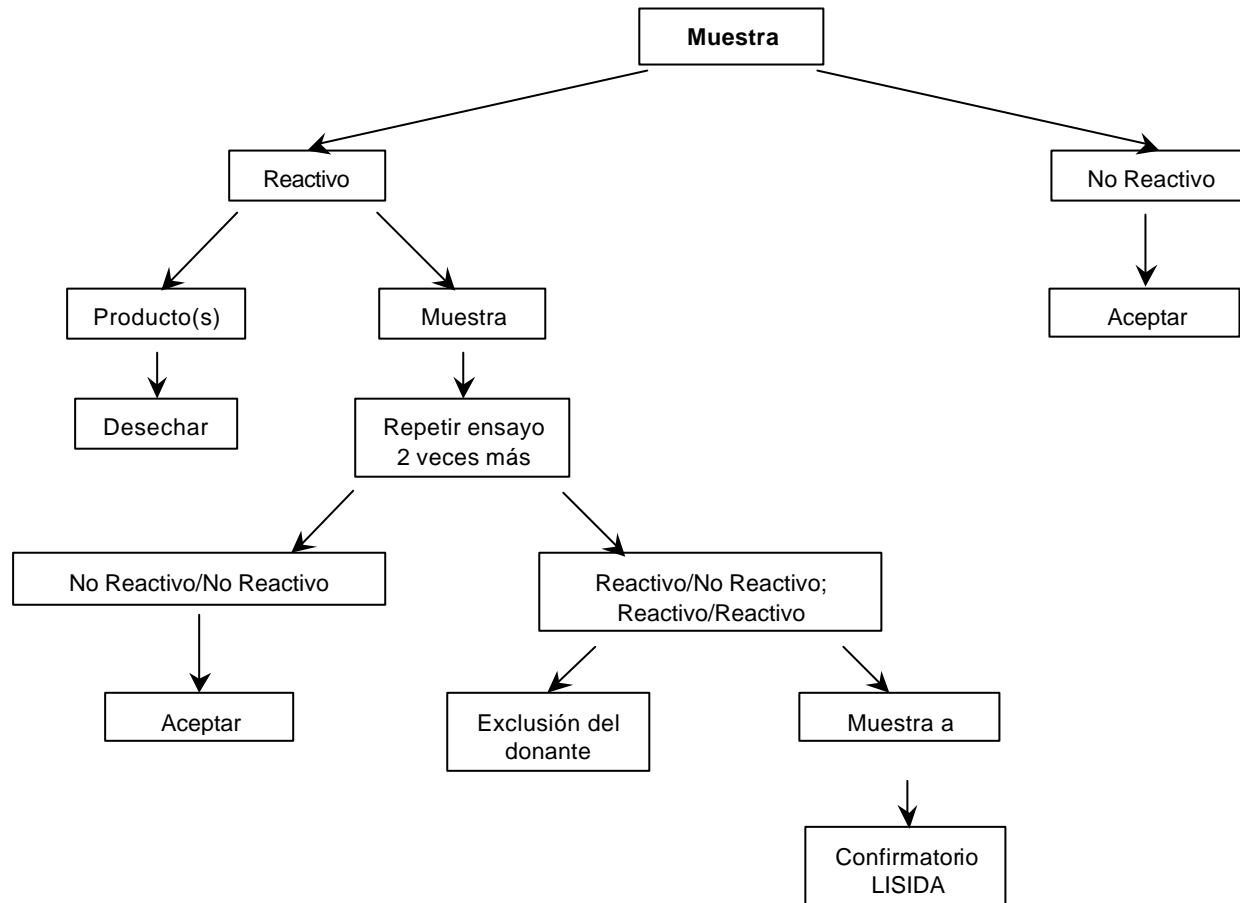 Muestra
Reactivo
No Reactivo
Producto(s)
Muestra
Aceptar
Desechar
Repetir ensayo
2 veces más
No Reactivo/No Reactivo
Reactivo/No Reactivo;
Reactivo/Reactivo
Aceptar
Exclusión del
donante
Muestra a
Confirmatorio
LISIDA